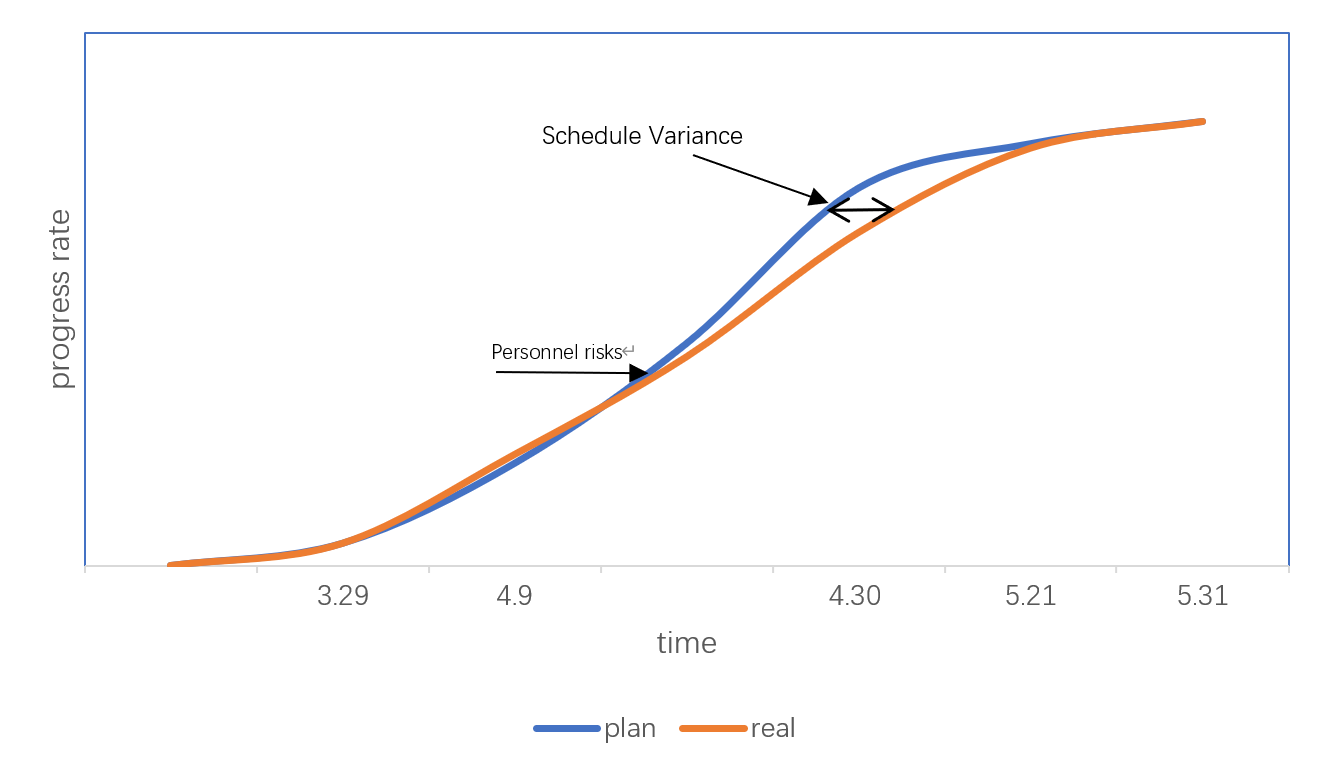 Schedule Variance
Personnel risks↵
progress rate
3.29 4.9 4.30 5.21 5.31
time
plan real